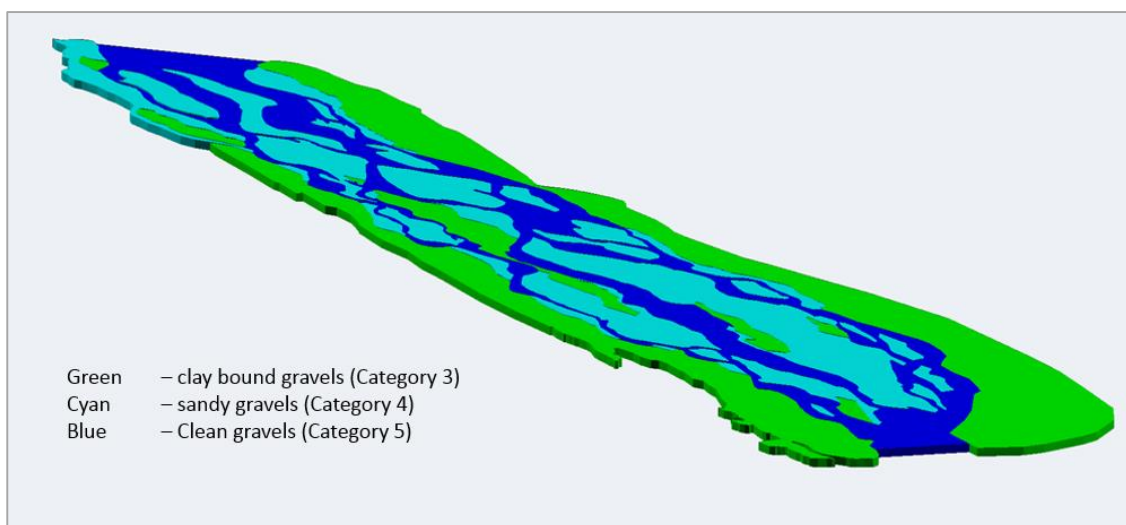 Green – clay bound gravels (Category 3)
Cyan – sandy gravels (Category 4)
Blue – Clean gravels (Category 5)